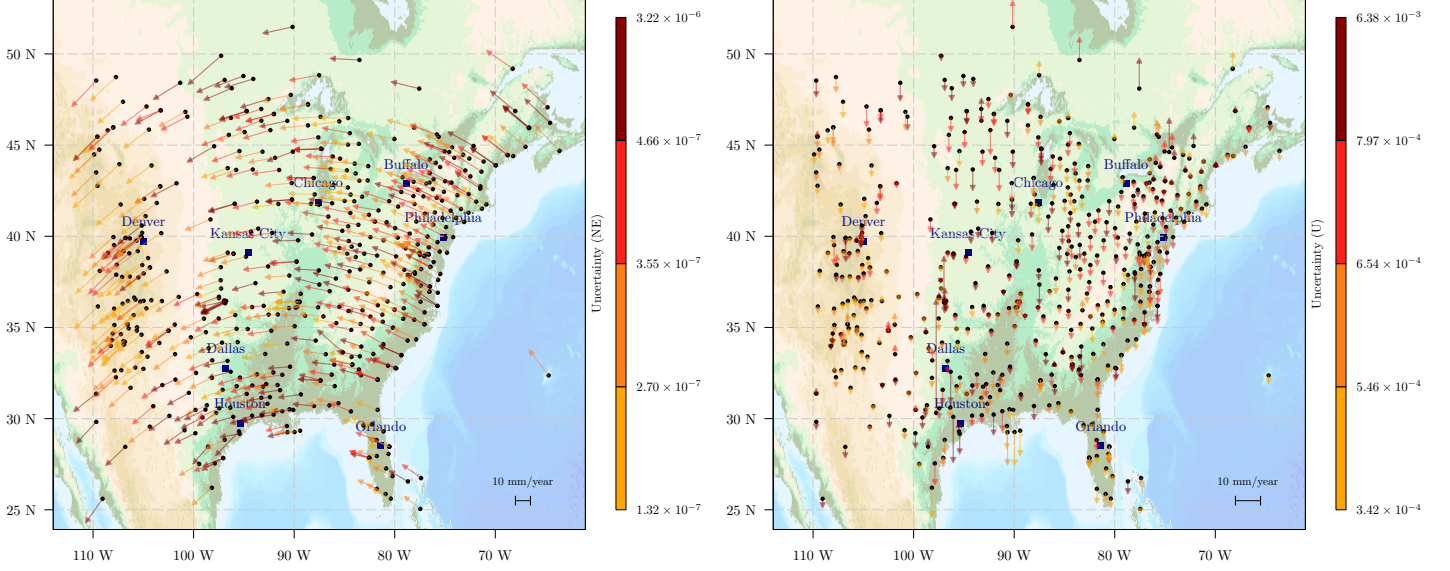 50 N
45 N
40 N
35 N
30 N
25 N
110 W
100 W
90 W
80 W
70 W
Buffalo
Chicago
Philadelphia
Denver
Kansas City
Dallas
Houston
Orlando
10 mm/year
3.22 × 10⁻⁶
4.66 × 10⁻⁷
3.55 × 10⁻⁷
2.70 × 10⁻⁷
1.32 × 10⁻⁷
Uncertainty (NE)
50 N
45 N
40 N
35 N
30 N
25 N
110 W
100 W
90 W
80 W
70 W
Buffalo
Chicago
Philadelphia
Denver
Kansas City
Dallas
Houston
Orlando
10 mm/year
6.38 × 10⁻³
7.97 × 10⁻⁴
6.54 × 10⁻⁴
5.46 × 10⁻⁴
3.42 × 10⁻⁴
Uncertainty (U)